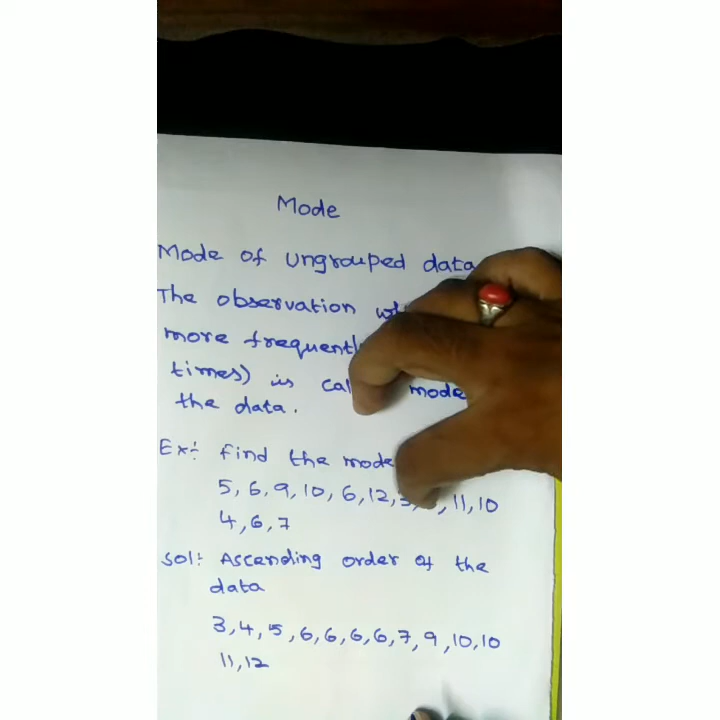 Mode
Mode of ungrouped data
The observation
more
times) is mode
the data.
Ex:- find the mode
5, 6, 9, 10, 6, 12, 11, 10
4, 6, 7
Sol:- Ascending order of the
data
3, 4, 5, 6, 6, 6, 6, 7, 9, 10, 10
11, 12